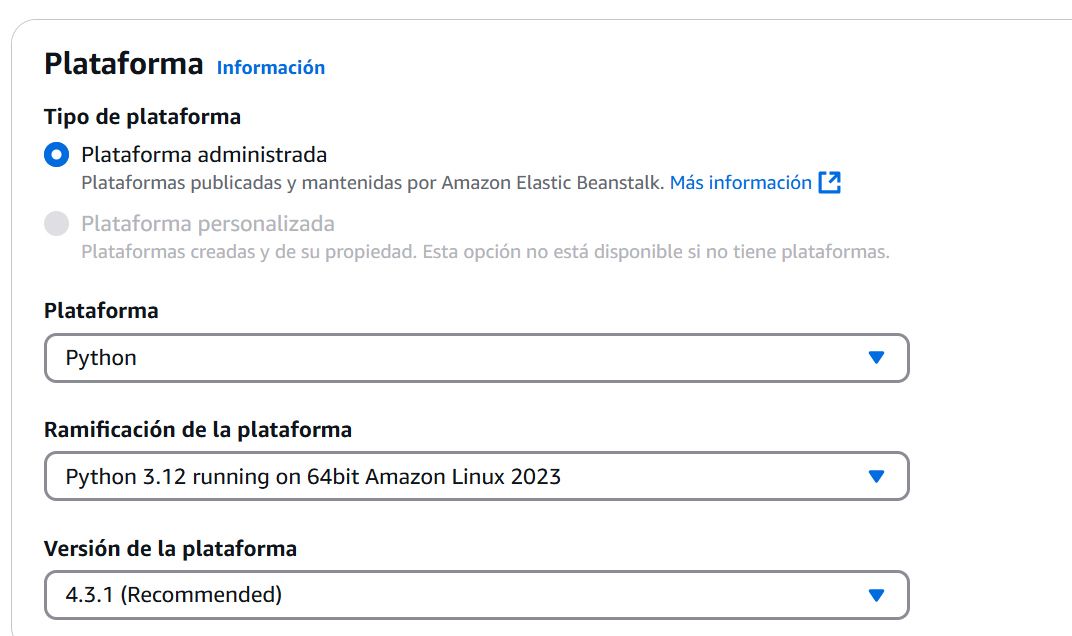 Plataforma Información
Tipo de plataforma
Plataforma administrada
Plataformas publicadas y mantenidas por Amazon Elastic Beanstalk. Más información
Plataforma personalizada
Plataformas creadas y de su propiedad. Esta opción no está disponible si no tiene plataformas.
Plataforma
Python
Ramificación de la plataforma
Python 3.12 running on 64bit Amazon Linux 2023
Versión de la plataforma
4.3.1 (Recommended)